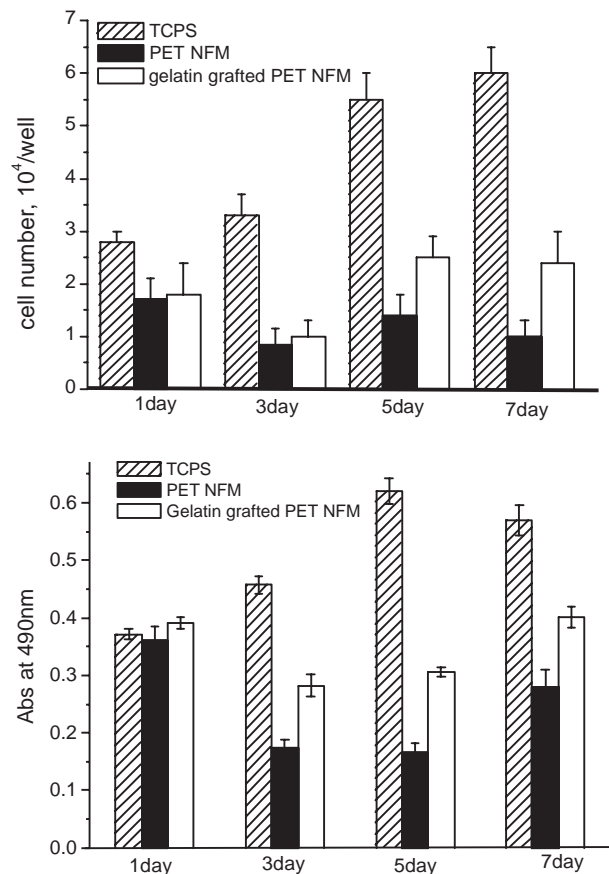 7
6
5
4
3
2
1
0
cell number, 10⁴/well
TCPS
PET NFM
gelatin grafted PET NFM
1day 3day 5day 7day
0.6
0.5
0.4
0.3
0.2
0.1
0.0
Abs at 490nm
TCPS
PET NFM
Gelatin grafted PET NFM
1day 3day 5day 7day